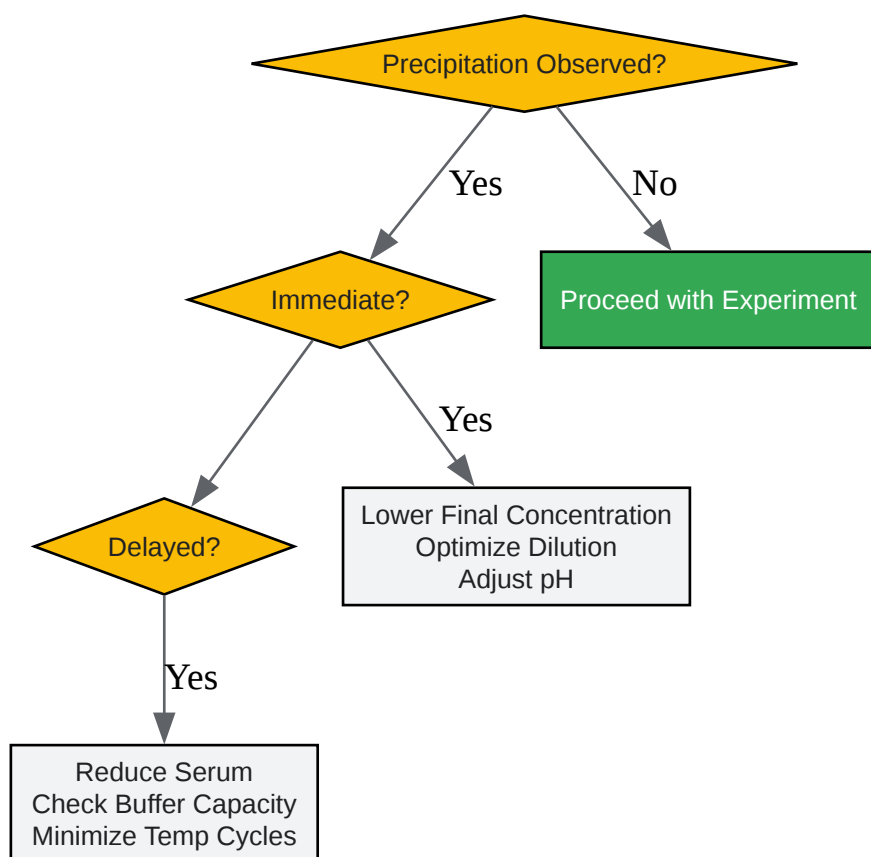 Precipitation Observed?
Yes
No
Immediate?
Proceed with Experiment
Yes
Lower Final Concentration
Optimize Dilution
Adjust pH
Delayed?
Yes
Reduce Serum
Check Buffer Capacity
Minimize Temp Cycles